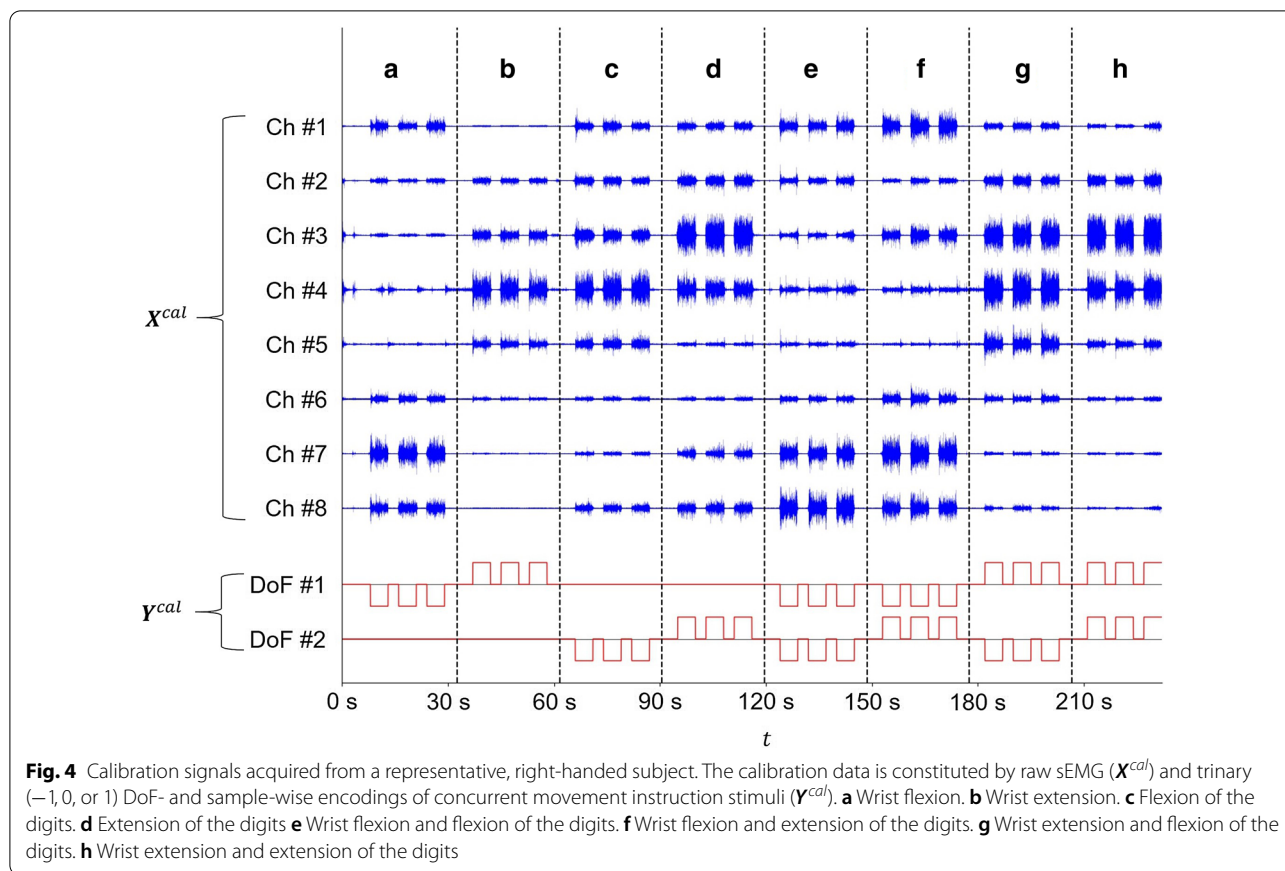 a b c d e f g h
Ch #1
Ch #2
Ch #3
Ch #4
Ch #5
Ch #6
Ch #7
Ch #8
X^cal
DoF #1
DoF #2
Y^cal
0 s 30 s 60 s 90 s 120 s 150 s 180 s 210 s
t
Fig. 4 Calibration signals acquired from a representative, right-handed subject. The calibration data is constituted by raw sEMG (X^cal) and trinary
(−1, 0, or 1) DoF- and sample-wise encodings of concurrent movement instruction stimuli (Y^cal). a Wrist flexion. b Wrist extension. c Flexion of the
digits. d Extension of the digits e Wrist flexion and flexion of the digits. f Wrist flexion and extension of the digits. g Wrist extension and flexion of the
digits. h Wrist extension and extension of the digits